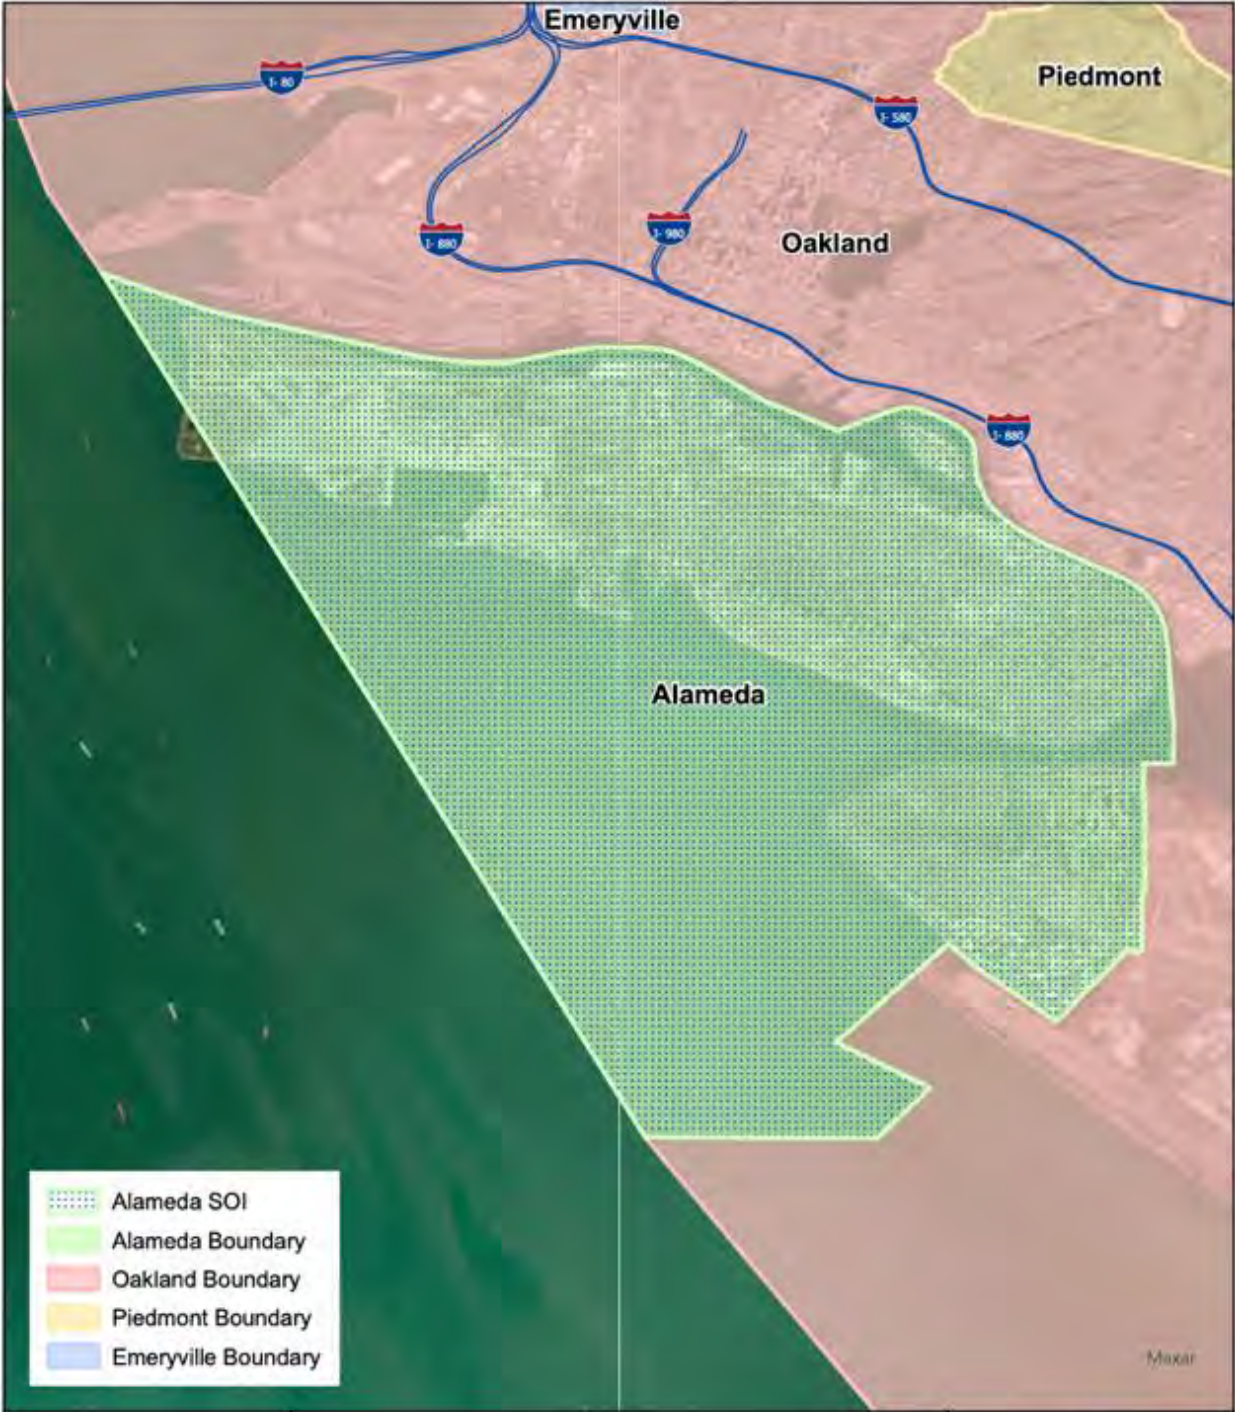 Emeryville
Piedmont
I- 80
I- 580
I- 980
I- 880
Oakland
I- 880
Alameda
Alameda SOI
Alameda Boundary
Oakland Boundary
Piedmont Boundary
Emeryville Boundary
Maxar